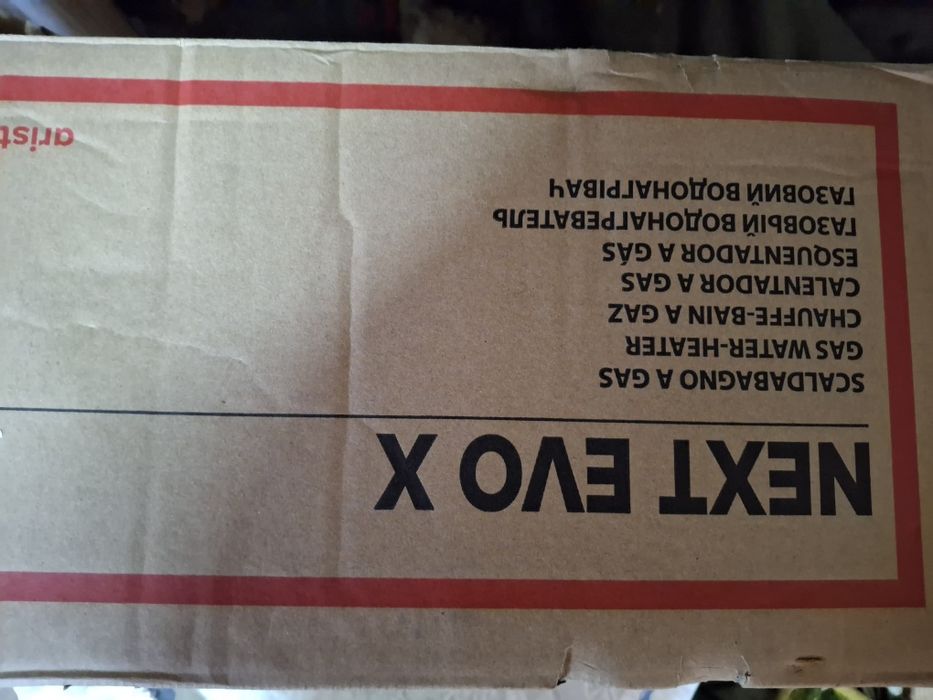 NEXT EVO X
SCALDABAGNO A GAS
GAS WATER-HEATER
CHAUFFE-BAIN A GAZ
CALENTADOR A GAS
ESQUENTADOR A GÁS
ГАЗОВЫЙ ВОДОНАГРЕВАТЕЛЬ
ГАЗОВИЙ ВОДОНАГРІВАЧ